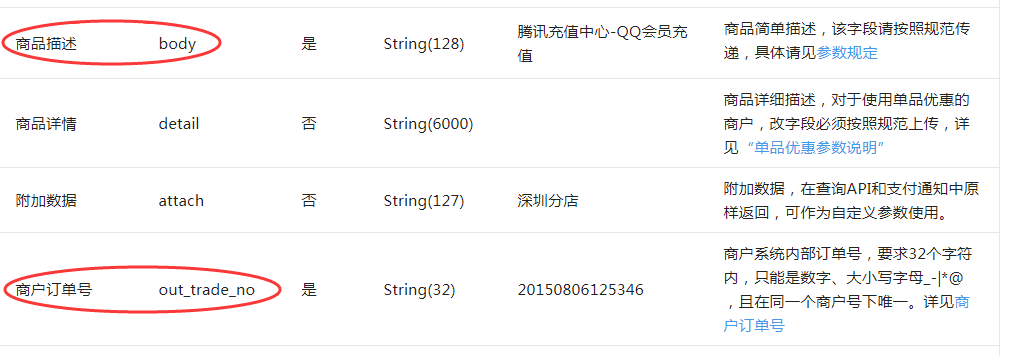 商品描述 body 是 String(128) 腾讯充值中心-QQ会员充值 商品简单描述，该字段请按照规范传递，具体请见参数规定
商品详情 detail 否 String(6000) 商品详细描述，对于使用单品优惠的商户，改字段必须按照规范上传，详见“单品优惠参数说明”
附加数据 attach 否 String(127) 深圳分店 附加数据，在查询API和支付通知中原样返回，可作为自定义参数使用。
商户订单号 out_trade_no 是 String(32) 20150806125346 商户系统内部订单号，要求32个字符内，只能是数字、大小写字母_-|*@ ，且在同一个商户号下唯一。详见商户订单号